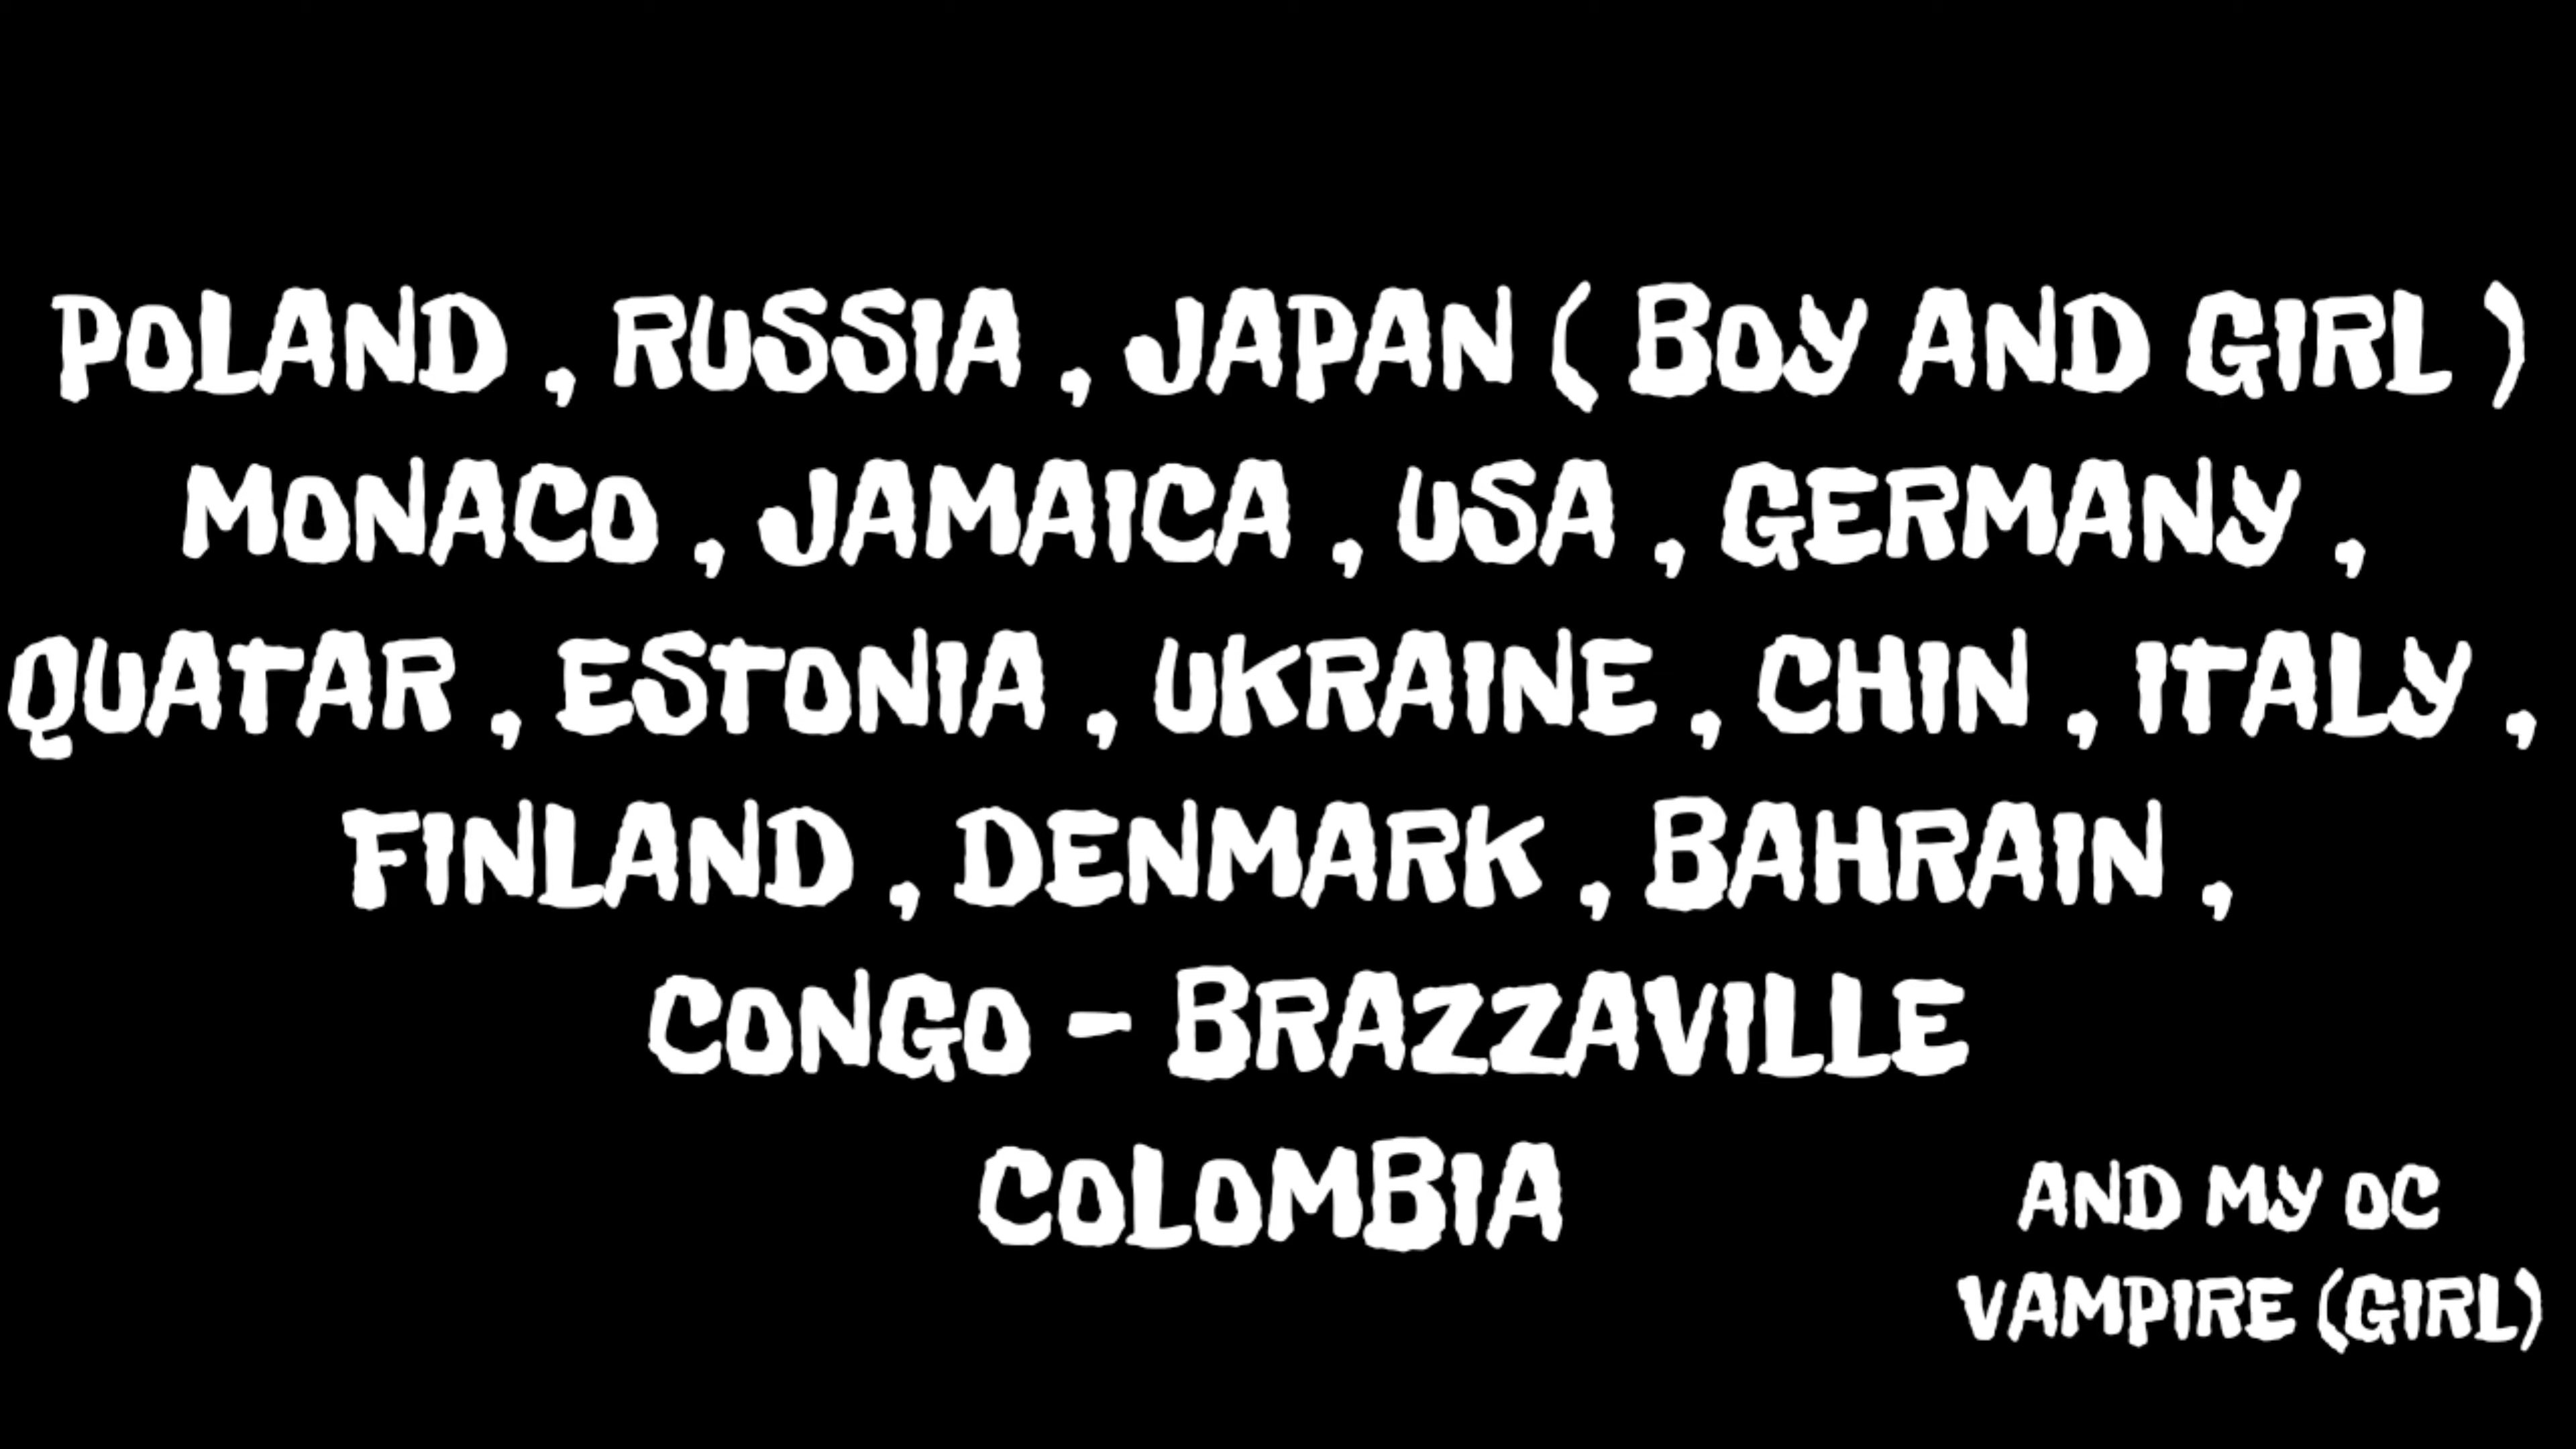 POLAND , RUSSIA , JAPAN ( BOY AND GIRL )
MONACO , JAMAICA , USA , GERMANY ,
QUATAR , ESTONIA , UKRAINE , CHIN , ITALY ,
FINLAND , DENMARK , BAHRAIN ,
CONGO - BRAZZAVILLE
COLOMBIA
AND MY OC
VAMPIRE (GIRL)